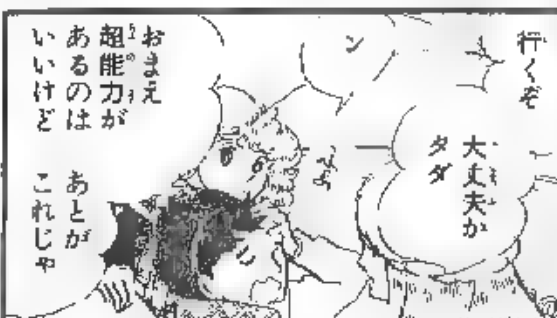 行くぞ
大丈夫か
タダ
ン
おまえ
超能力が
あるのは
いいけど
あとが
これじゃ